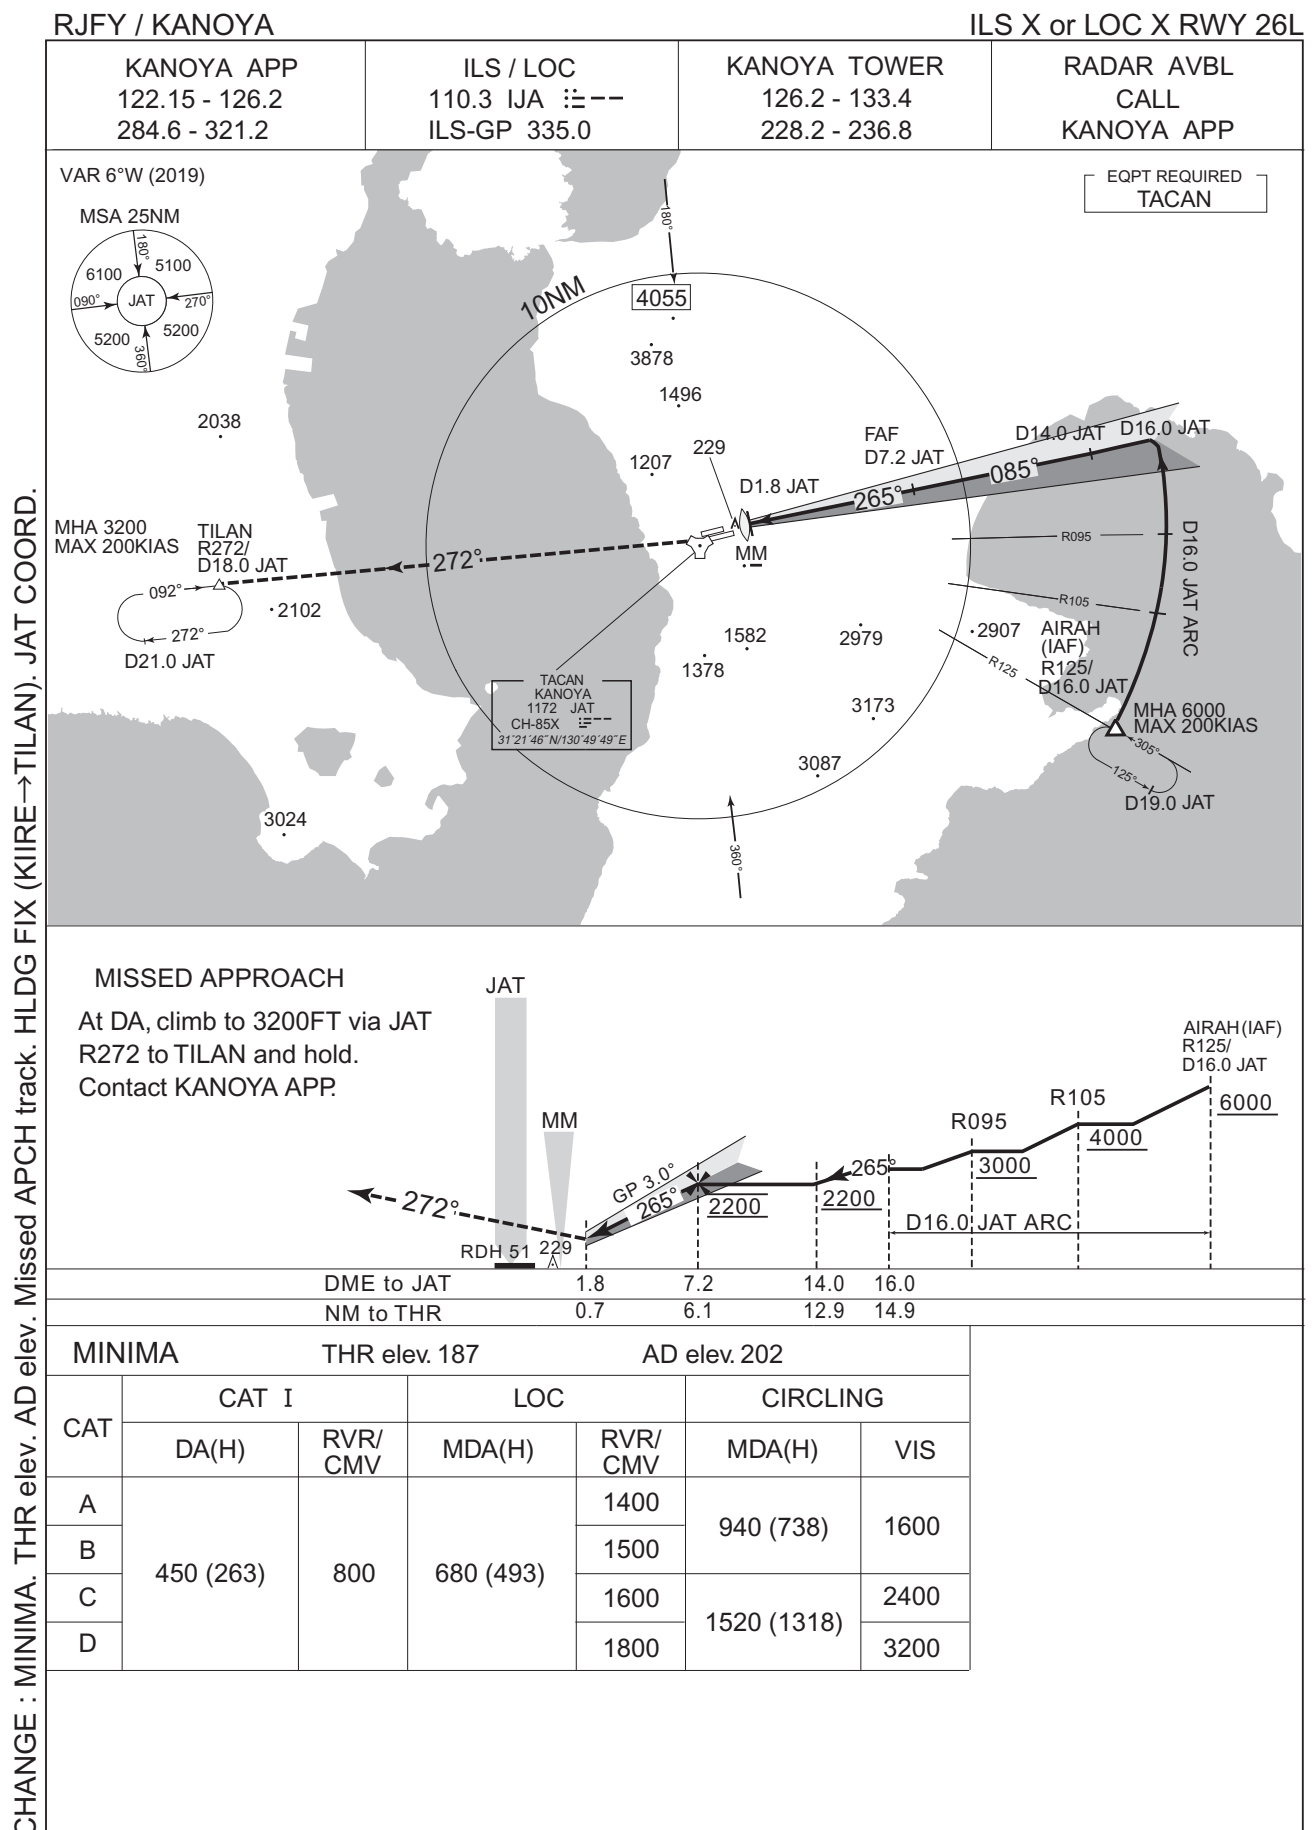 RJFY / KANOYA
ILS X or LOC X RWY 26L
KANOYA APP
122.15 - 126.2
284.6 - 321.2
ILS / LOC
110.3 IJA
ILS-GP 335.0
KANOYA TOWER
126.2 - 133.4
228.2 - 236.8
RADAR AVBL
CALL
KANOYA APP
VAR 6°W (2019)
EQPT REQUIRED
TACAN
MSA 25NM
180°
6100
5100
090°
JAT
270°
5200
5200
360°
180°
10NM
4055
3878
1496
2038
229
1207
FAF
D7.2 JAT
D14.0 JAT
D16.0 JAT
D1.8 JAT
265°
085°
MM
MHA 3200
MAX 200KIAS
TILAN
R272/
D18.0 JAT
272°
092°
272°
D21.0 JAT
2102
R095
R105
R125
D16.0 JAT ARC
1582
1378
2979
2907
AIRAH
(IAF)
R125/
D16.0 JAT
MHA 6000
MAX 200KIAS
305°
125°
D19.0 JAT
TACAN
KANOYA
1172 JAT
CH-85X
31°21´46˝N/130°49´49˝E
3173
3087
3024
360°
MISSED APPROACH
At DA, climb to 3200FT via JAT
R272 to TILAN and hold.
Contact KANOYA APP.
JAT
MM
AIRAH(IAF)
R125/
D16.0 JAT
6000
R105
4000
R095
3000
265°
2200
2200
GP 3.0°
265°
272°
D16.0 JAT ARC
RDH 51
229
DME to JAT 1.8 7.2 14.0 16.0
NM to THR 0.7 6.1 12.9 14.9
MINIMA THR elev. 187 AD elev. 202
CAT
CAT I
LOC
CIRCLING
DA(H)
RVR/
CMV
MDA(H)
RVR/
CMV
MDA(H)
VIS
A
B
C
D
450 (263)
800
680 (493)
1400
1500
1600
1800
940 (738)
1520 (1318)
1600
2400
3200
CHANGE : MINIMA. THR elev. AD elev. Missed APCH track. HLDG FIX (KIIRE→TILAN). JAT COORD.